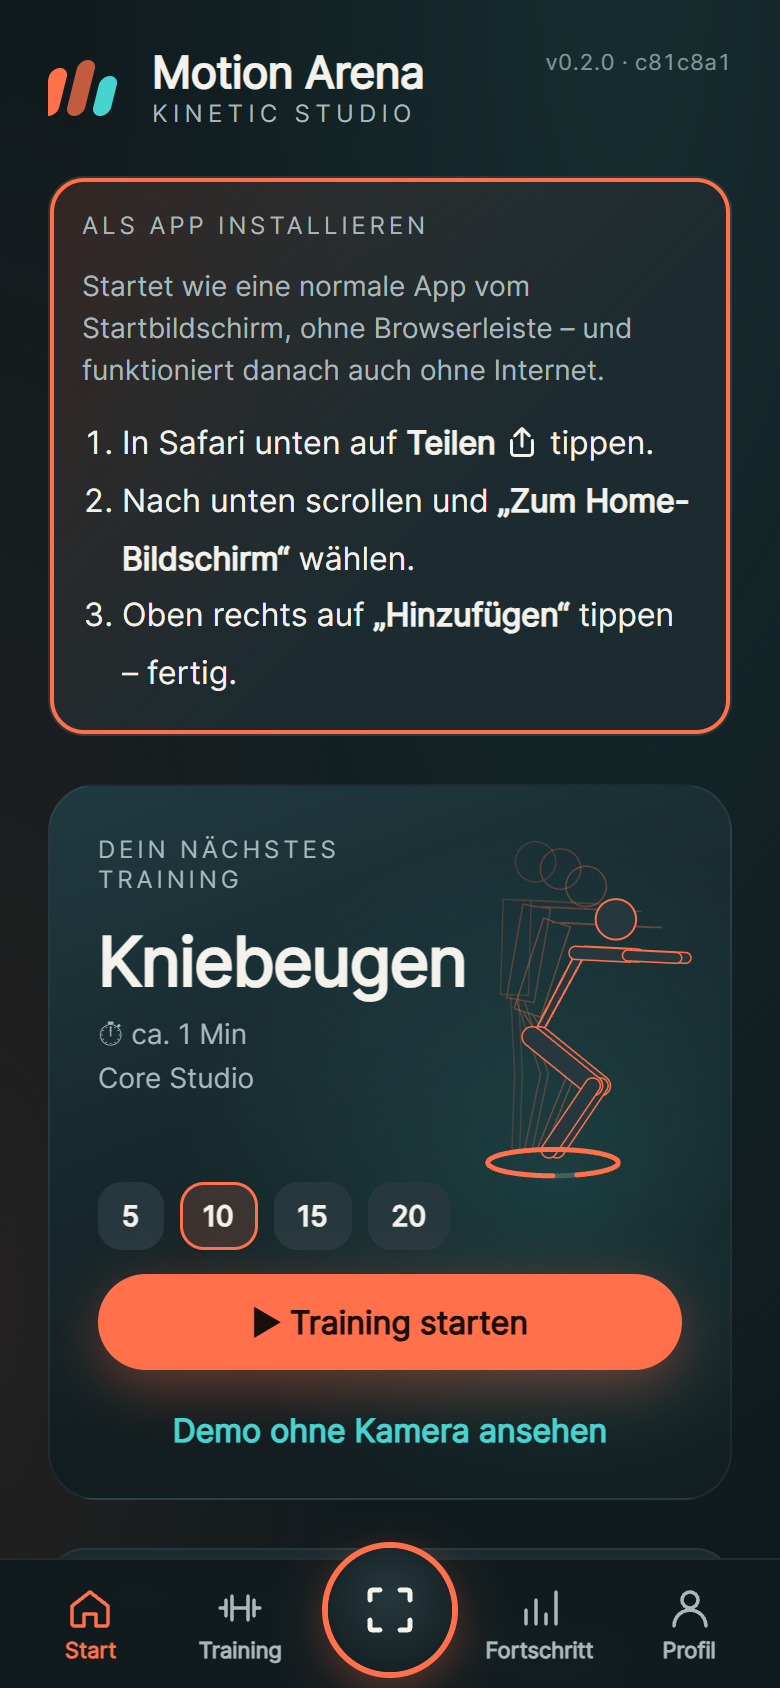 Motion Arena
KINETIC STUDIO
v0.2.0 · c81c8a1
ALS APP INSTALLIEREN
Startet wie eine normale App vom
Startbildschirm, ohne Browserleiste – und
funktioniert danach auch ohne Internet.
1. In Safari unten auf Teilen tippen.
2. Nach unten scrollen und „Zum Home-
Bildschirm“ wählen.
3. Oben rechts auf „Hinzufügen“ tippen
– fertig.
DEIN NÄCHSTES
TRAINING
Kniebeugen
⏱ ca. 1 Min
Core Studio
5 10 15 20
▶ Training starten
Demo ohne Kamera ansehen
Start Training Fortschritt Profil